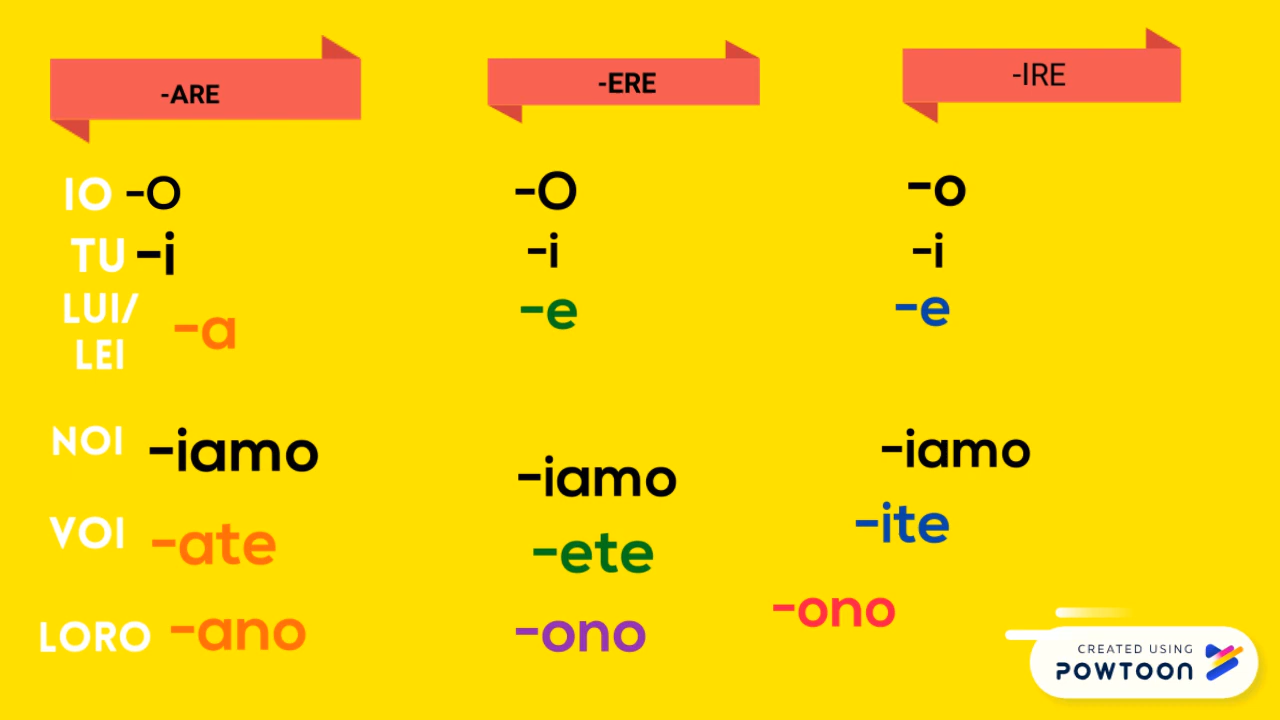 -ARE -ERE -IRE
IO -O -O -o
TU -i -i -i
LUI/
LEI -a -e -e
NOI -iamo -iamo -iamo
VOI -ate -ete -ite
LORO -ano -ono -ono
CREATED USING
POWTOON